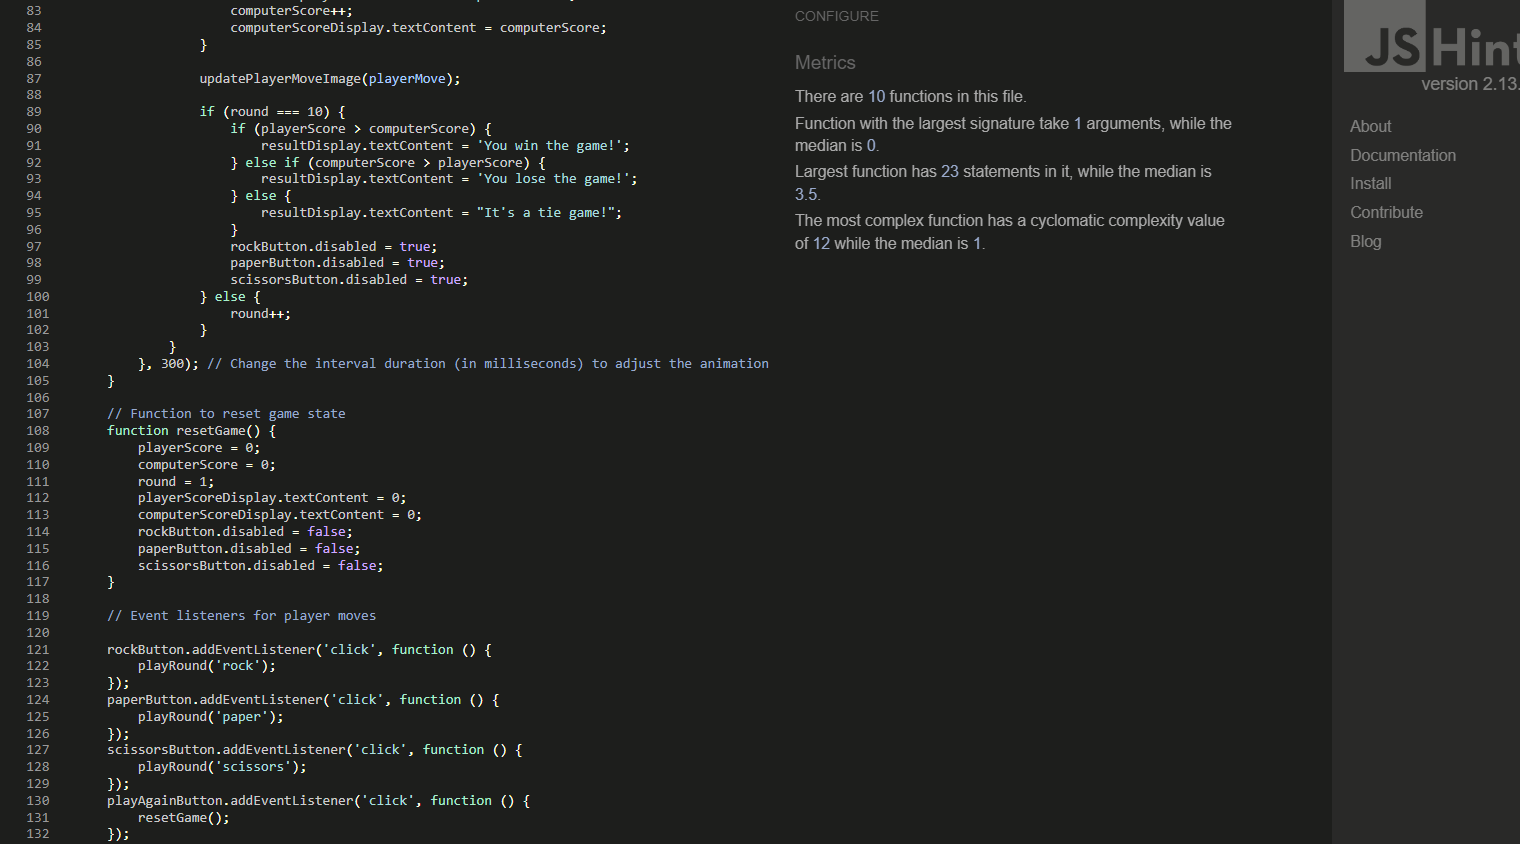 83 computerScore++;
84 computerScoreDisplay.textContent = computerScore;
85 }
86
87 updatePlayerMoveImage(playerMove);
88
89 if (round === 10) {
90 if (playerScore > computerScore) {
91 resultDisplay.textContent = 'You win the game!';
92 } else if (computerScore > playerScore) {
93 resultDisplay.textContent = 'You lose the game!';
94 } else {
95 resultDisplay.textContent = "It's a tie game!";
96 }
97 rockButton.disabled = true;
98 paperButton.disabled = true;
99 scissorsButton.disabled = true;
100 } else {
101 round++;
102 }
103 }
104 }, 300); // Change the interval duration (in milliseconds) to adjust the animation
105 }
106
107 // Function to reset game state
108 function resetGame() {
109 playerScore = 0;
110 computerScore = 0;
111 round = 1;
112 playerScoreDisplay.textContent = 0;
113 computerScoreDisplay.textContent = 0;
114 rockButton.disabled = false;
115 paperButton.disabled = false;
116 scissorsButton.disabled = false;
117 }
118
119 // Event listeners for player moves
120
121 rockButton.addEventListener('click', function () {
122 playRound('rock');
123 });
124 paperButton.addEventListener('click', function () {
125 playRound('paper');
126 });
127 scissorsButton.addEventListener('click', function () {
128 playRound('scissors');
129 });
130 playAgainButton.addEventListener('click', function () {
131 resetGame();
132 });
CONFIGURE
Metrics
There are 10 functions in this file.
Function with the largest signature take 1 arguments, while the
median is 0.
Largest function has 23 statements in it, while the median is
3.5.
The most complex function has a cyclomatic complexity value
of 12 while the median is 1.
JSHint
version 2.13.
About
Documentation
Install
Contribute
Blog